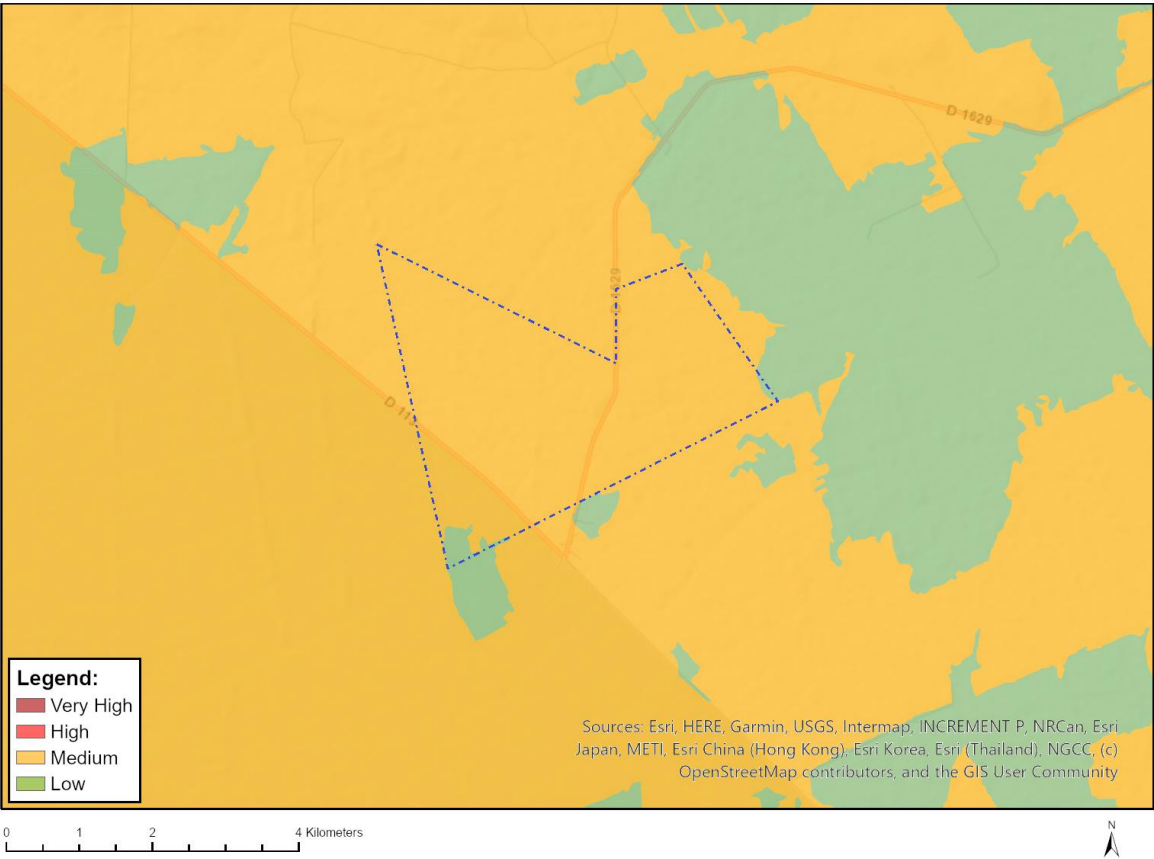 D 1629
D 1629
D 11
Legend:
Very High
High
Medium
Low
Sources: Esri, HERE, Garmin, USGS, Intermap, INCREMENT P, NRCan, Esri
Japan, METI, Esri China (Hong Kong), Esri Korea, Esri (Thailand), NGCC, (c)
OpenStreetMap contributors, and the GIS User Community
0 1 2 4 Kilometers
N